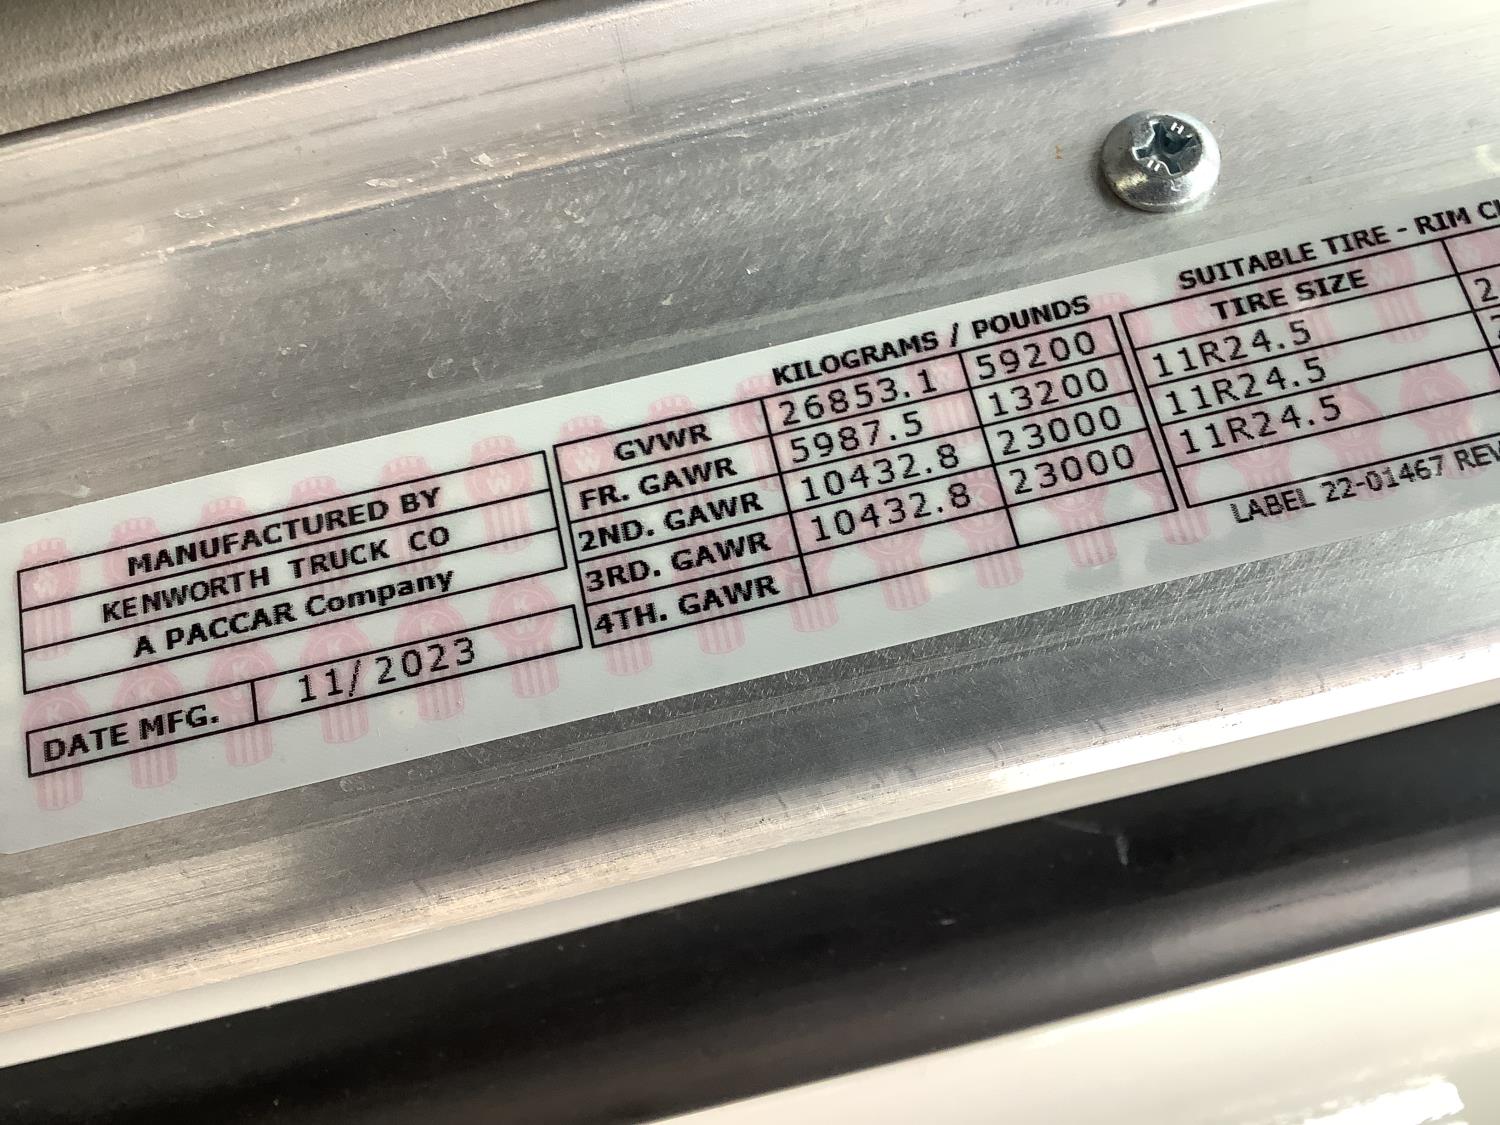 MANUFACTURED BY
KENWORTH TRUCK CO
A PACCAR Company
DATE MFG. 11/2023
KILOGRAMS / POUNDS
GVWR 26853.1 59200
FR. GAWR 5987.5 13200
2ND. GAWR 10432.8 23000
3RD. GAWR 10432.8 23000
4TH. GAWR
SUITABLE TIRE - RIM
TIRE SIZE
11R24.5
11R24.5
11R24.5
LABEL 22-01467 REV